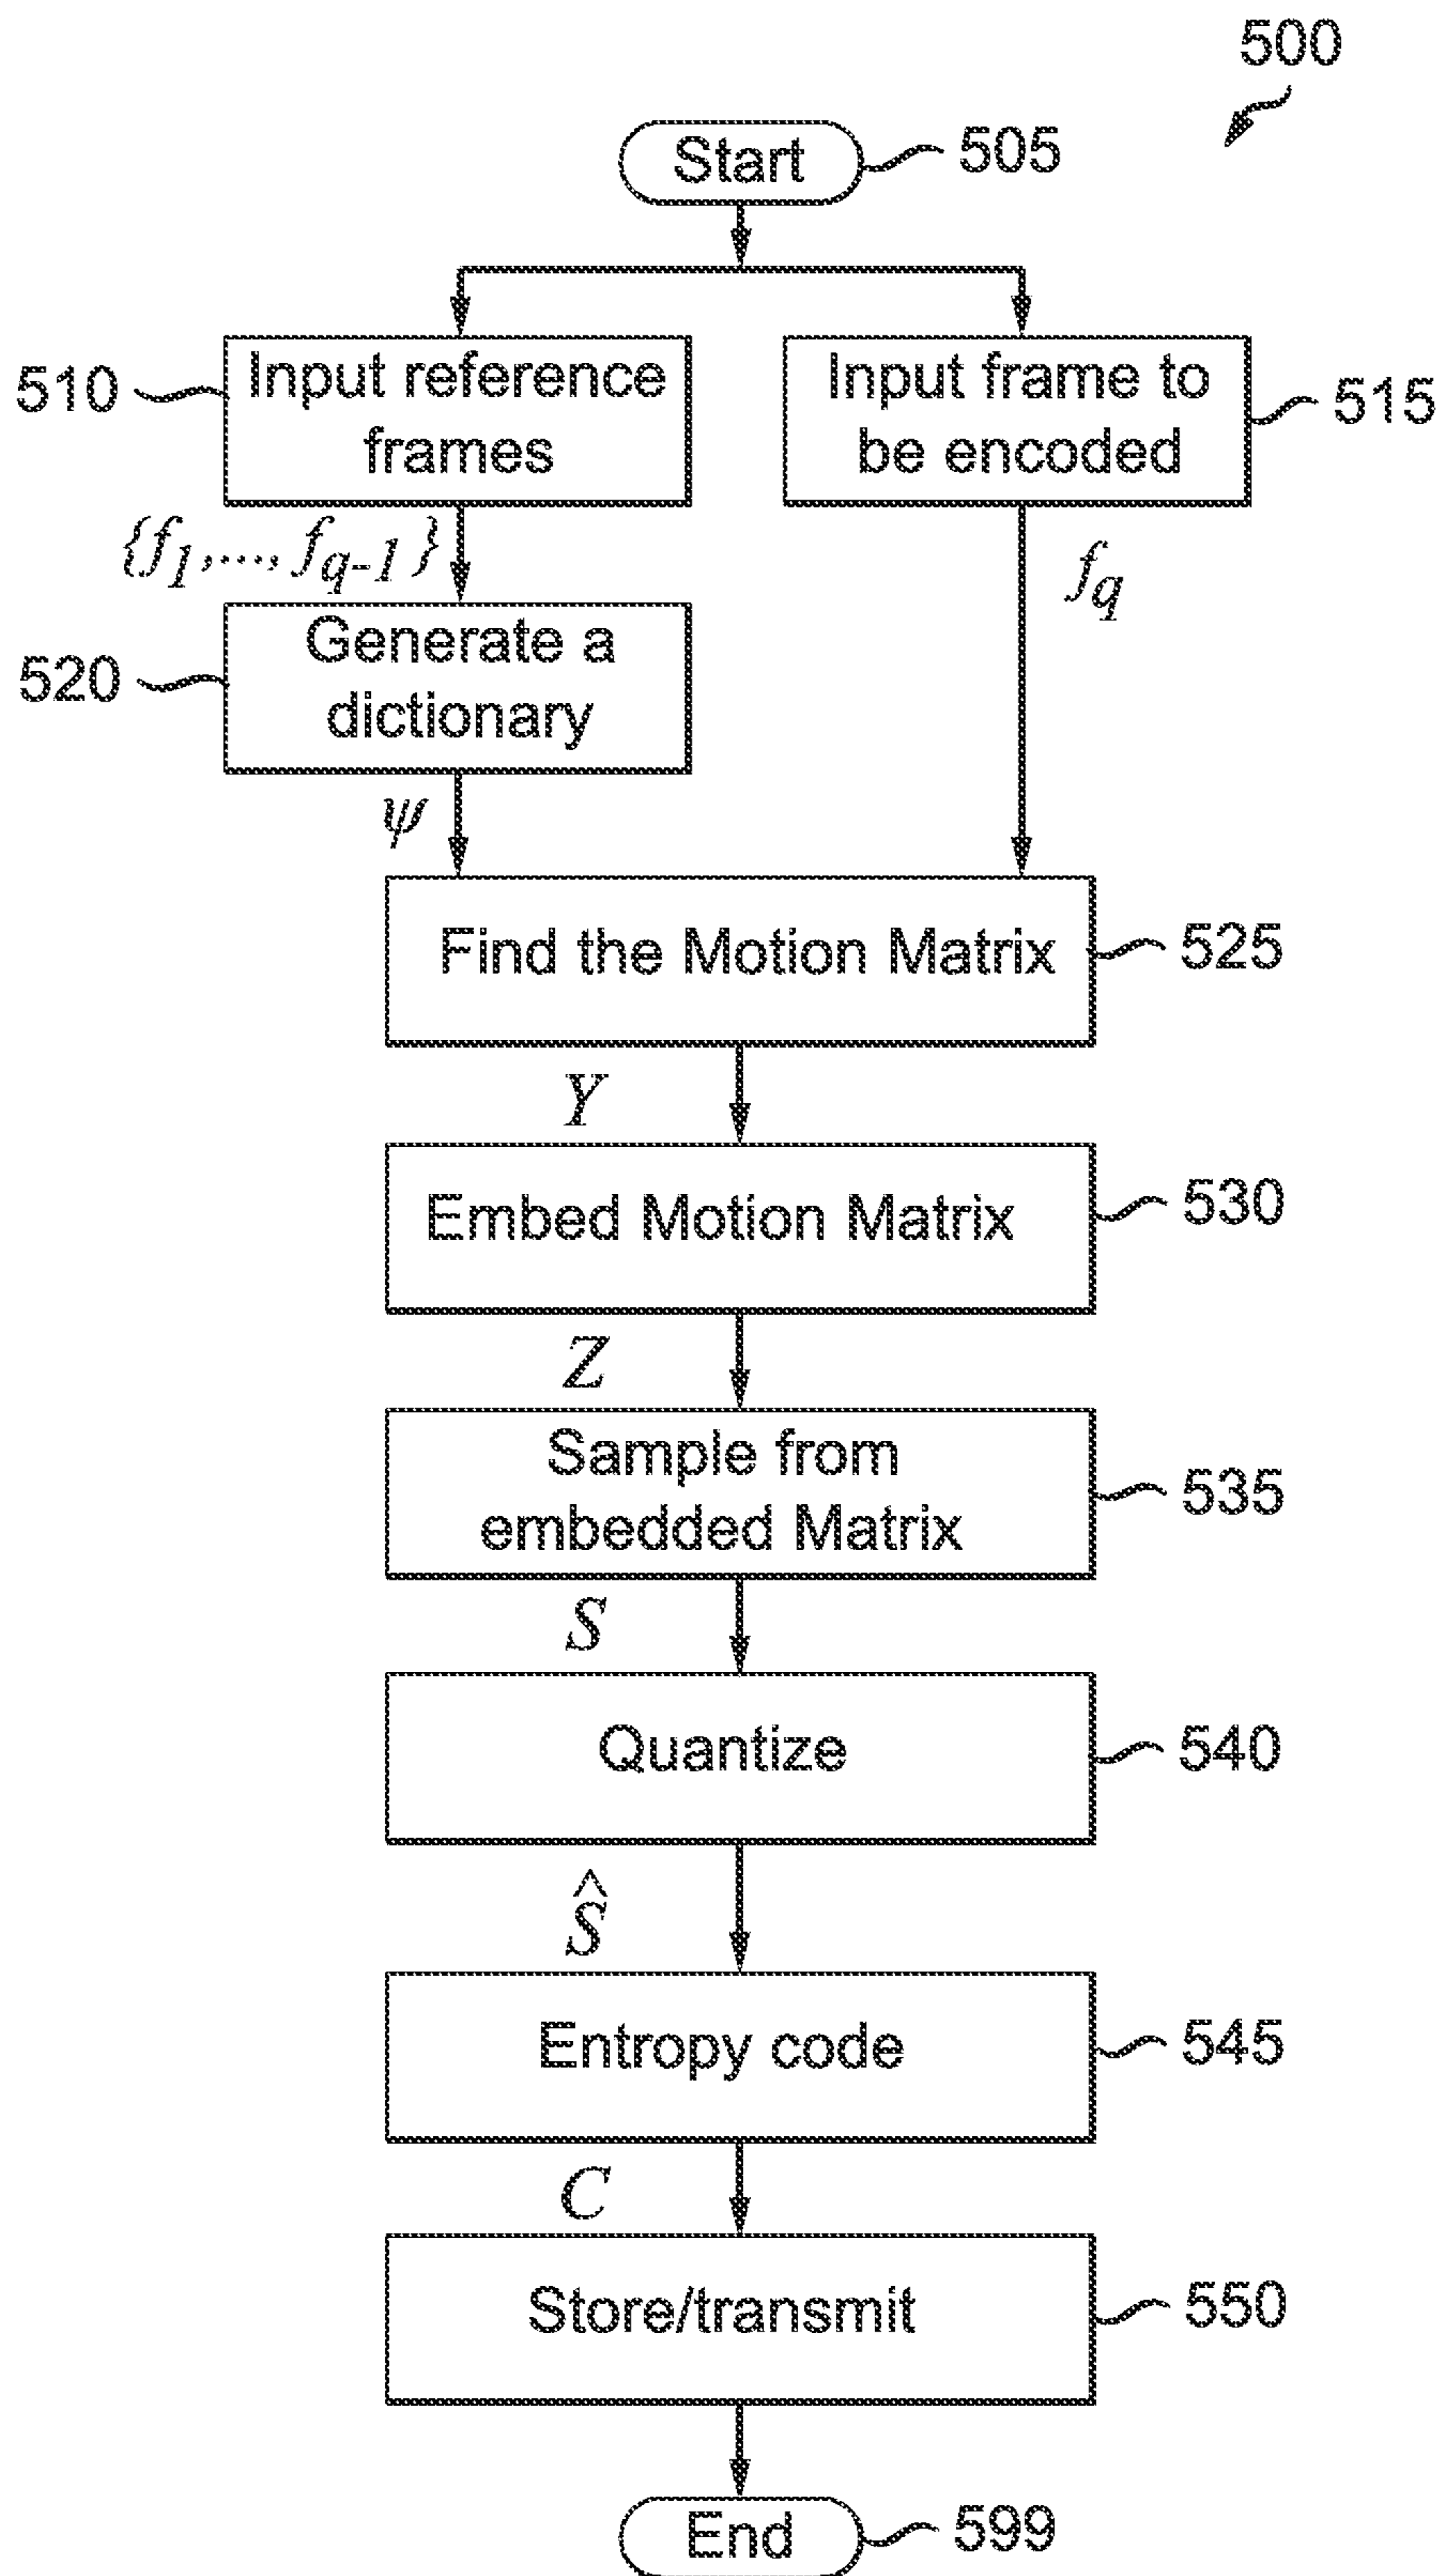 500
Start
505
510
Input reference
frames
Input frame to
be encoded
515
{f1,..., fq-1}
fq
520
Generate a
dictionary
ψ
Find the Motion Matrix
525
Y
Embed Motion Matrix
530
Z
Sample from
embedded Matrix
535
S
Quantize
540
Ŝ
Entropy code
545
C
Store/transmit
550
End
599